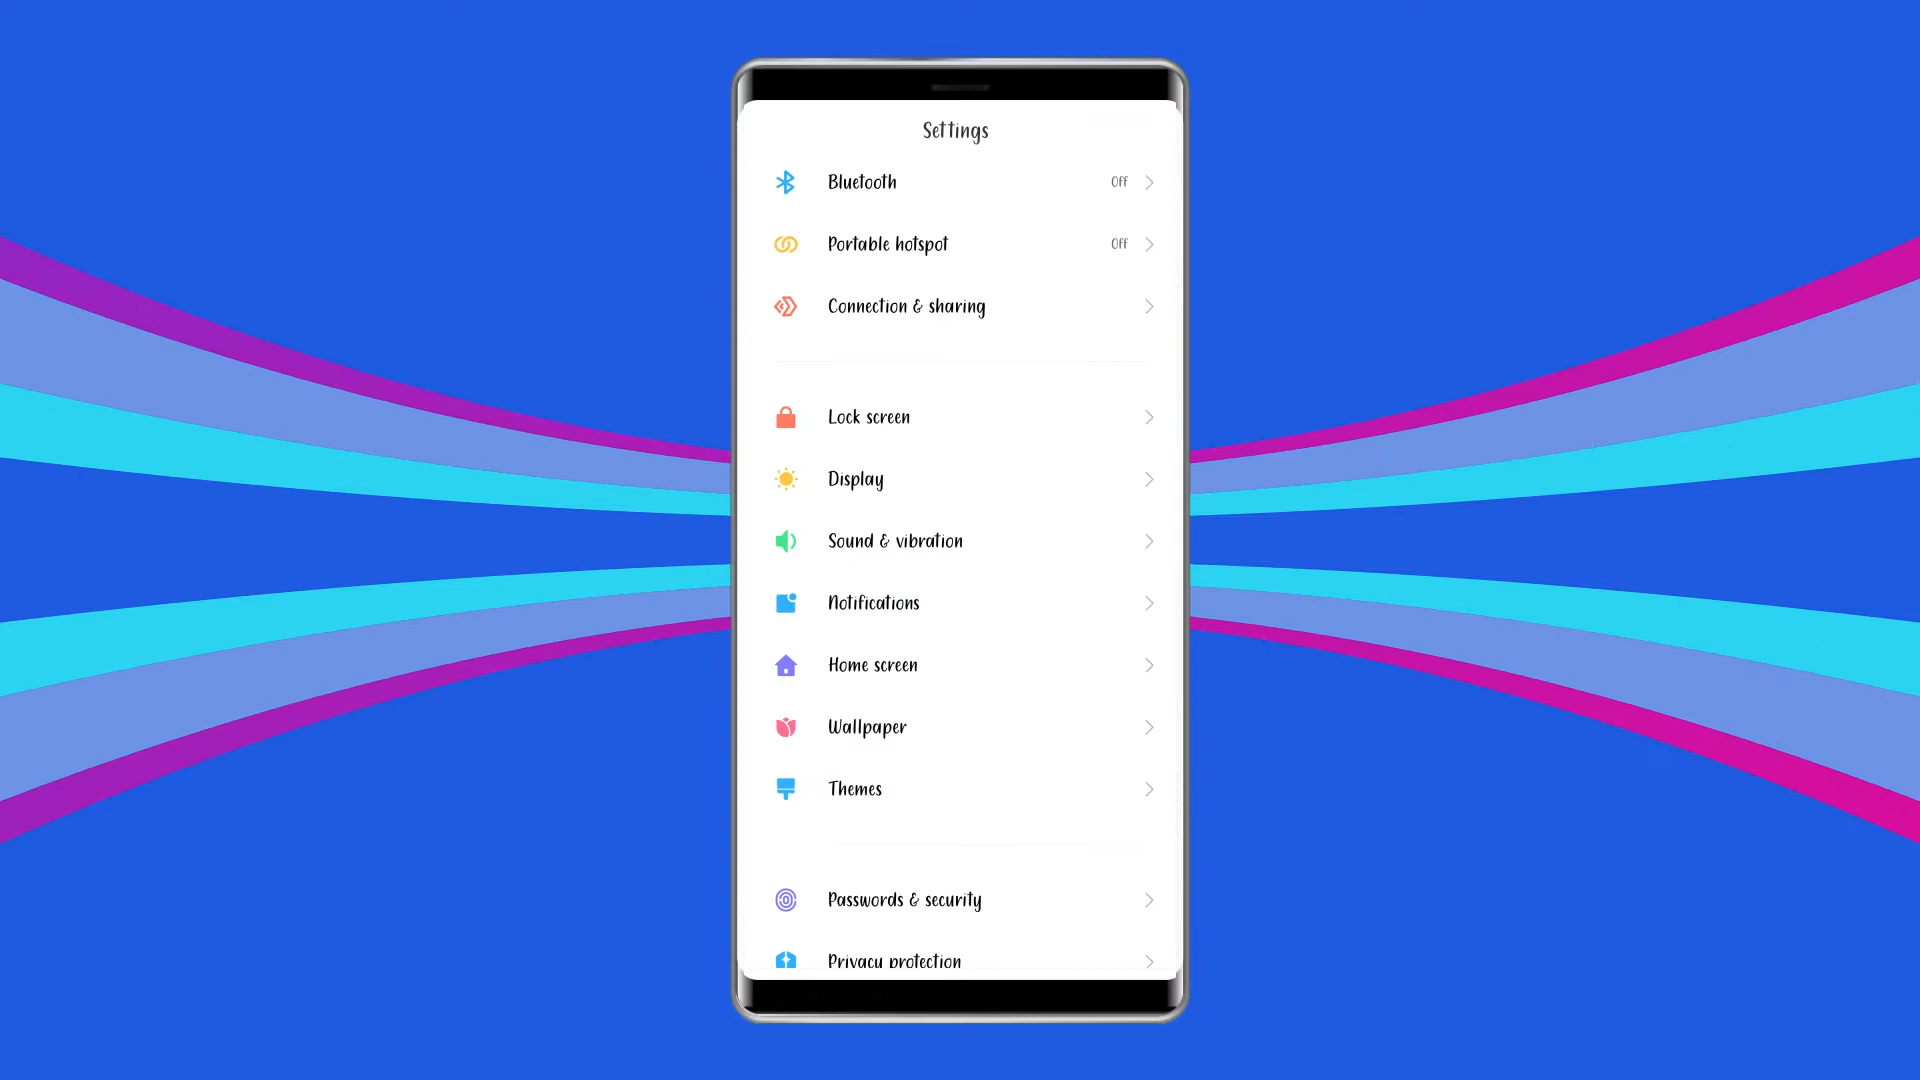 Settings
Bluetooth Off
Portable hotspot Off
Connection & sharing
Lock screen
Display
Sound & vibration
Notifications
Home screen
Wallpaper
Themes
Passwords & security
Privacy protection